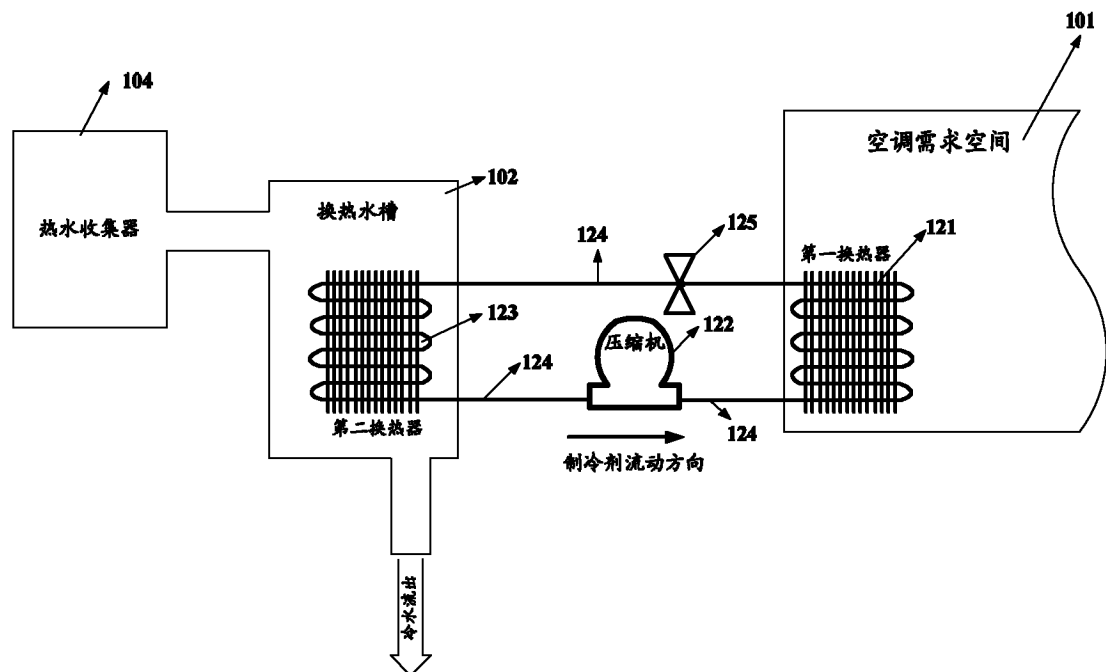 101
104
空调需求空间
102
热水收集器
换热水槽
124
125
第一换热器
121
123
压缩机
122
124
第二换热器
124
制冷剂流动方向
冷水流出